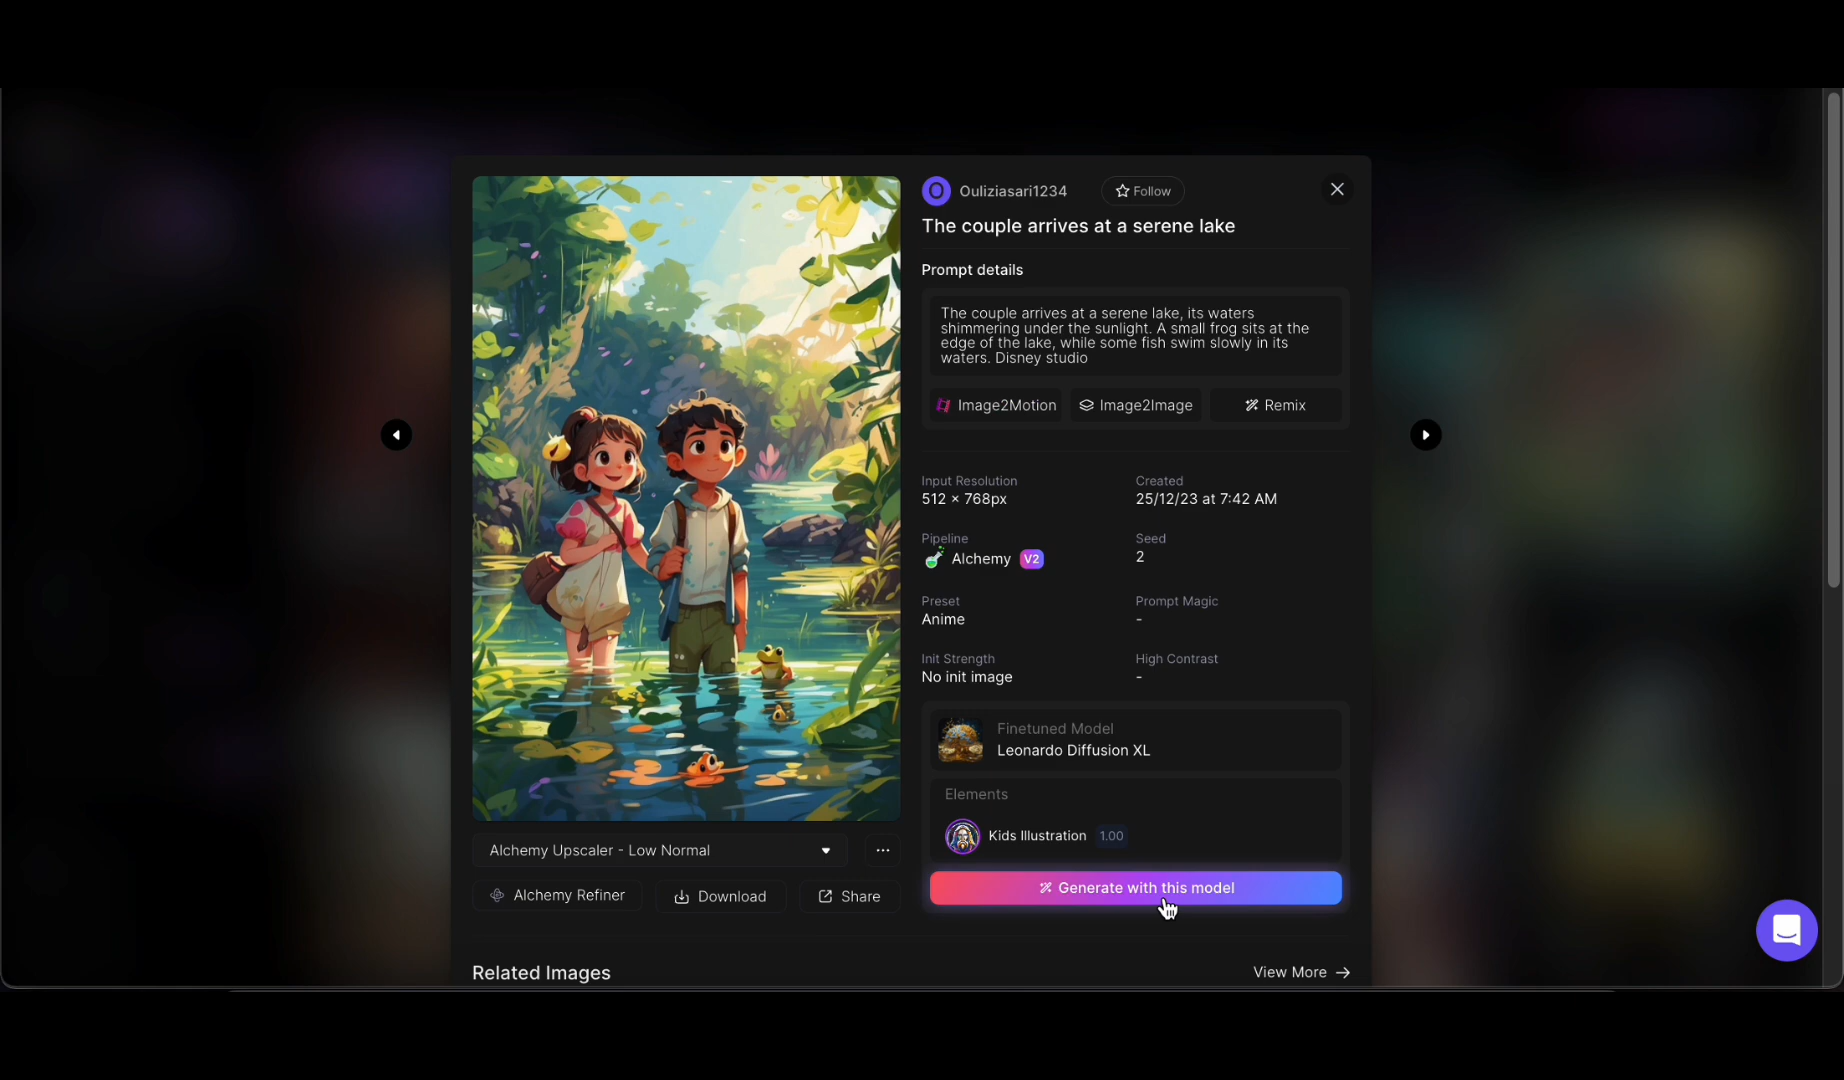 O Ouliziasari1234 Follow
The couple arrives at a serene lake
Prompt details
The couple arrives at a serene lake, its waters
shimmering under the sunlight. A small frog sits at the
edge of the lake, while some fish swim slowly in its
waters. Disney studio
Image2Motion Image2Image Remix
Input Resolution Created
512 × 768px 25/12/23 at 7:42 AM
Pipeline Seed
Alchemy V2 2
Preset Prompt Magic
Anime -
Init Strength High Contrast
No init image -
Finetuned Model
Leonardo Diffusion XL
Elements
Kids Illustration 1.00
Generate with this model
Alchemy Upscaler - Low Normal
Alchemy Refiner Download Share
Related Images View More